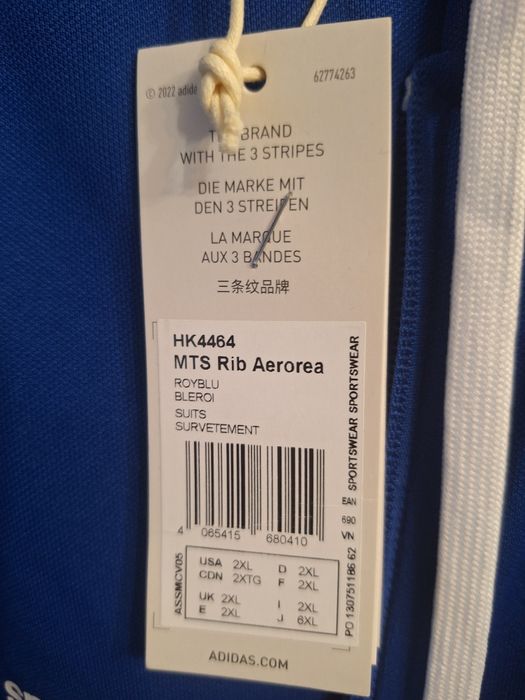 62774263
© 2022 adida
THE BRAND
WITH THE 3 STRIPES
DIE MARKE MIT
DEN 3 STREIFEN
LA MARQUE
AUX 3 BANDES
三条纹品牌
HK4464
MTS Rib Aerorea
ROYBLU
BLEROI
SUITS
SURVETEMENT
SPORTSWEAR SPORTSWEAR
EAN
690
VN
PO 130751186 62
4 065415 680410
ASSMCV05
USA 2XL D 2XL
CDN 2XTG F 2XL
UK 2XL I 2XL
E 2XL J 6XL
ADIDAS.COM